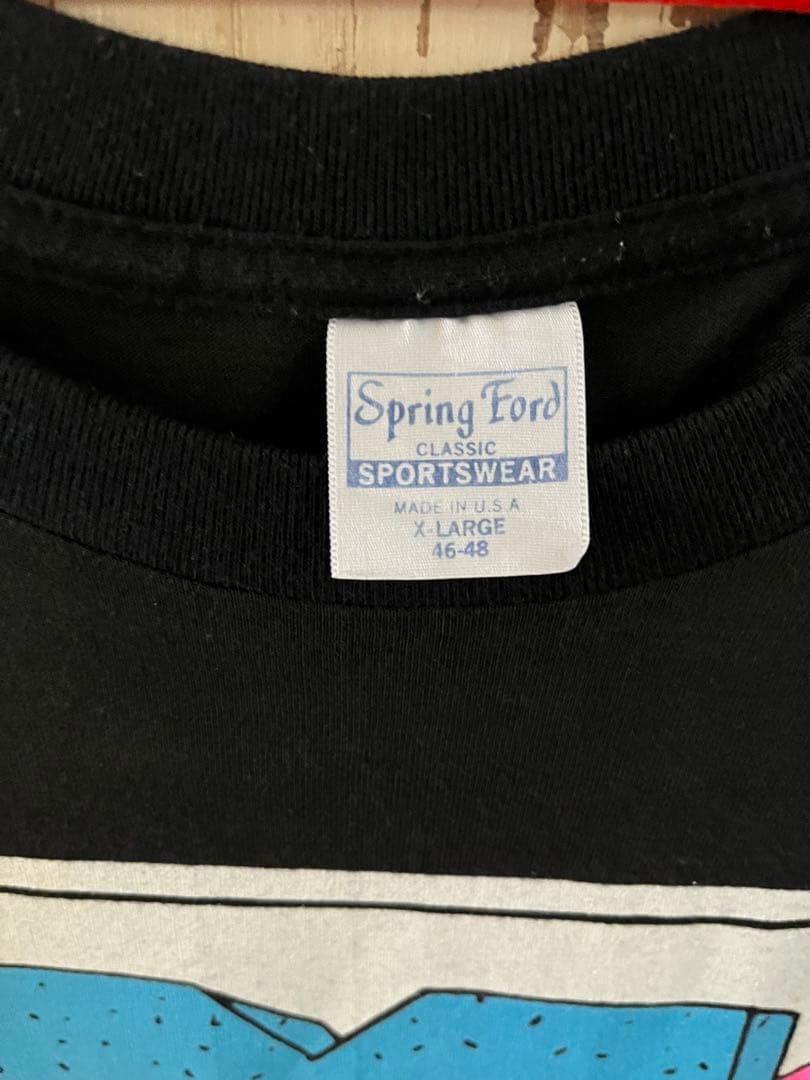 Spring Ford
CLASSIC
SPORTSWEAR
MADE IN U.S.A
X-LARGE
46-48